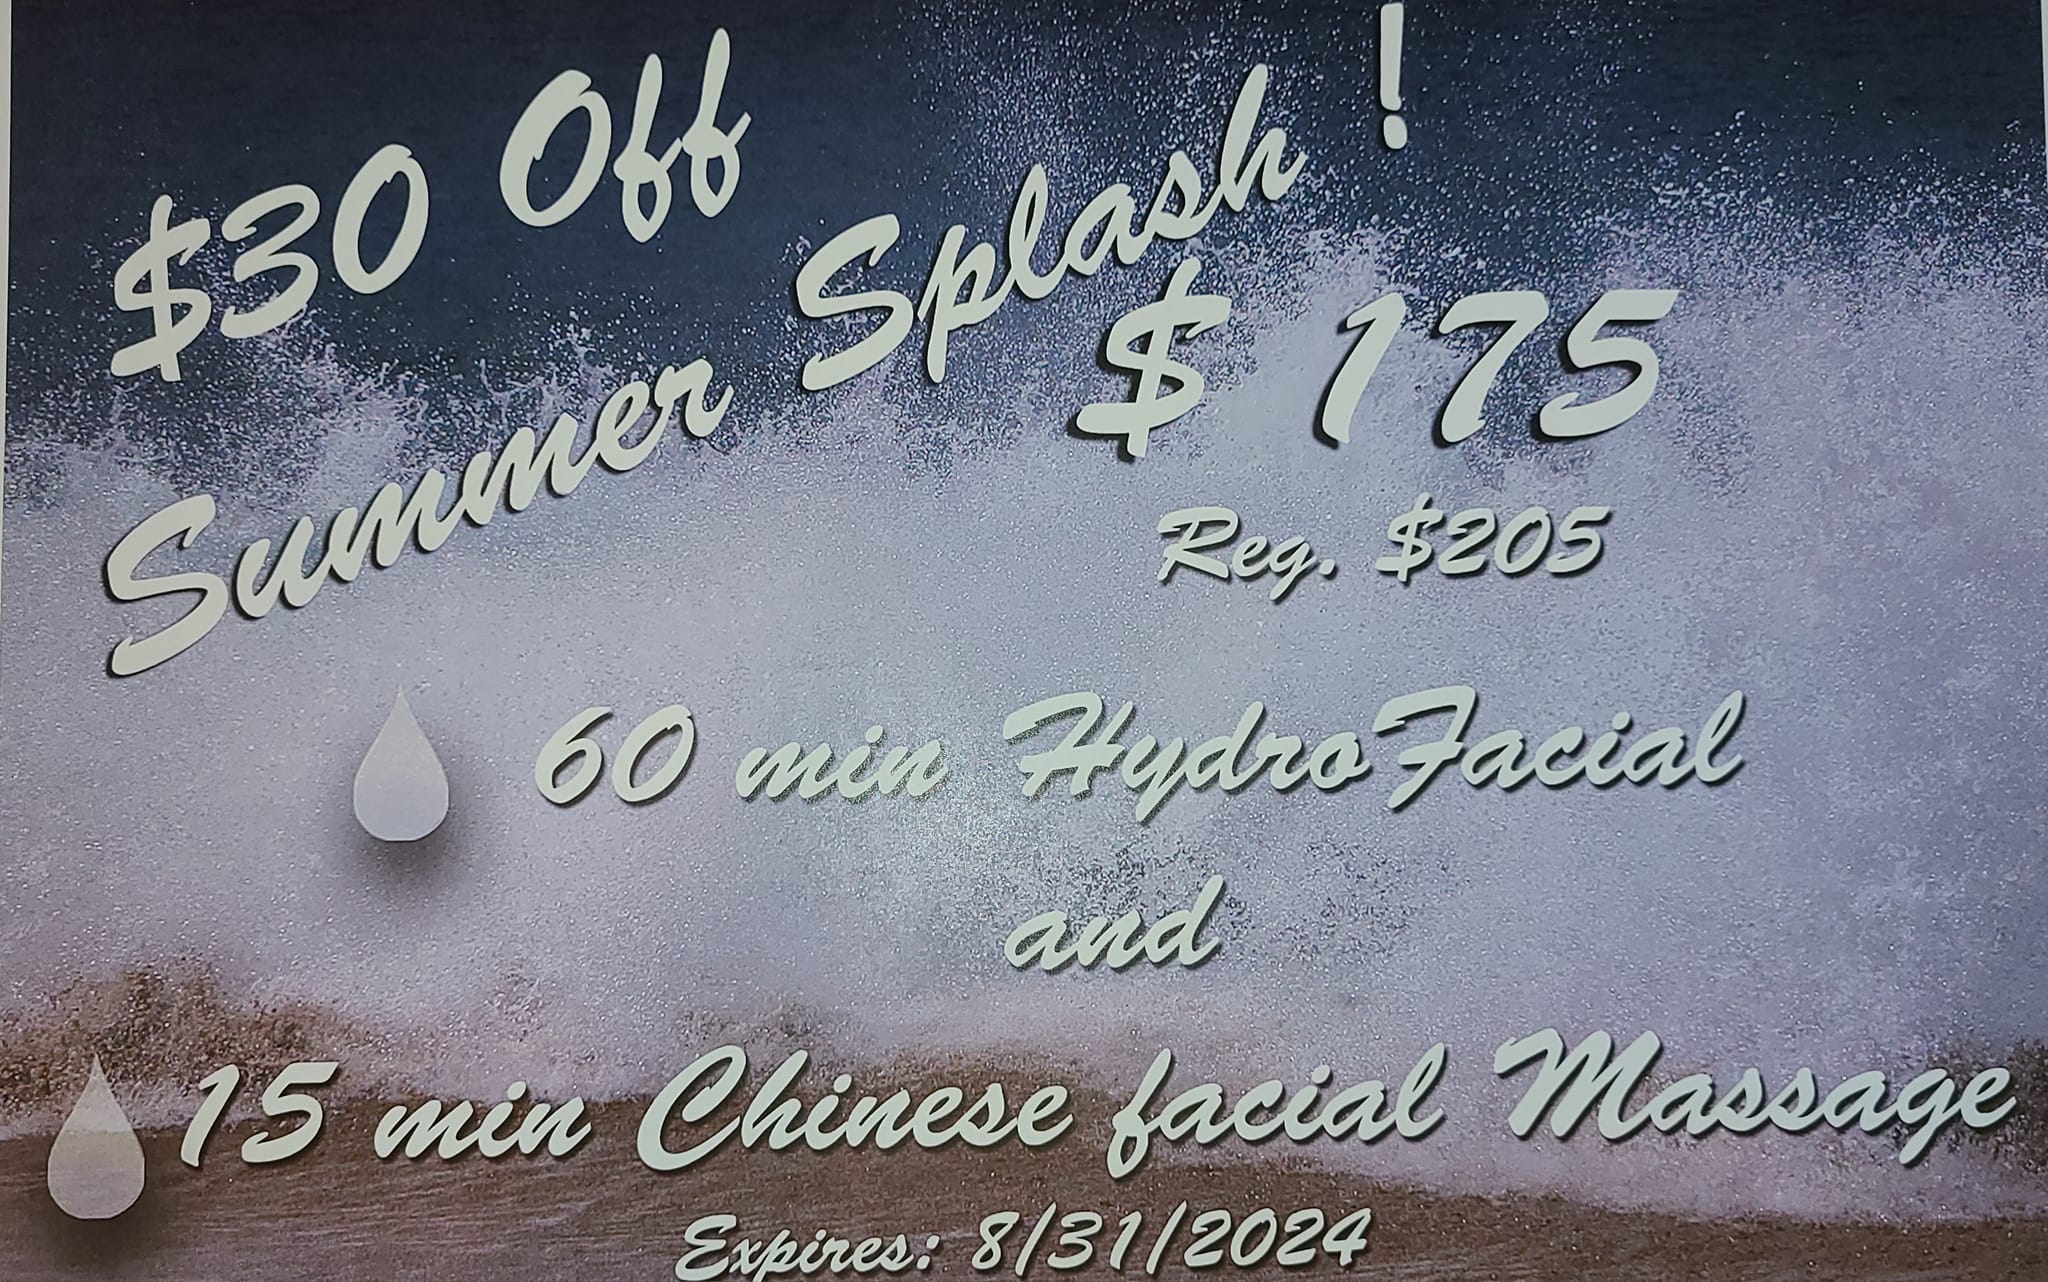 $30 Off
Summer Splash !
$ 175
Reg. $205
60 min HydroFacial
and
15 min Chinese facial Massage
Expires: 8/31/2024